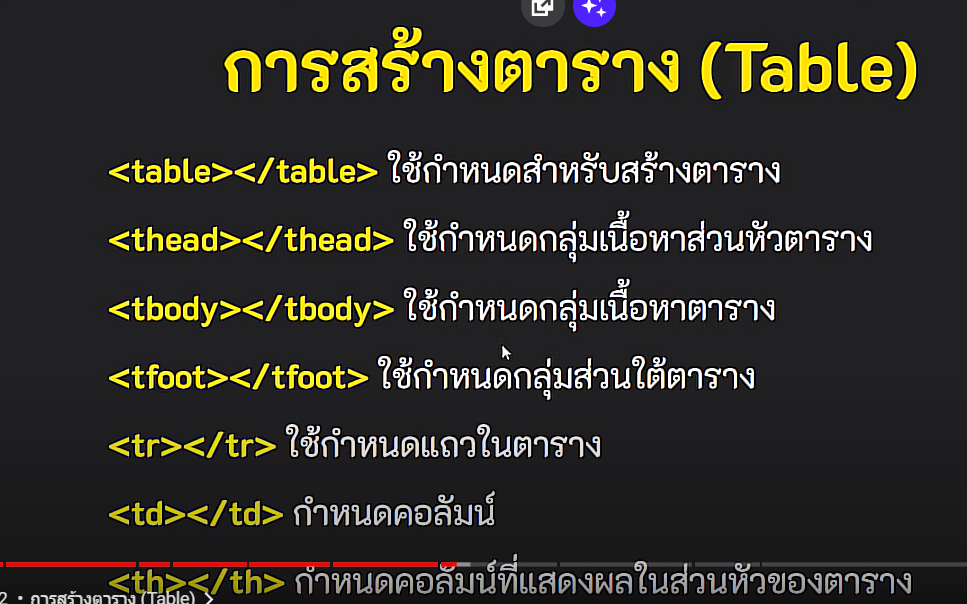 การสร้างตาราง (Table)
<table></table> ใช้กำหนดสำหรับสร้างตาราง
<thead></thead> ใช้กำหนดกลุ่มเนื้อหาส่วนหัวตาราง
<tbody></tbody> ใช้กำหนดกลุ่มเนื้อหาตาราง
<tfoot></tfoot> ใช้กำหนดกลุ่มส่วนใต้ตาราง
<tr></tr> ใช้กำหนดแถวในตาราง
<td></td> กำหนดคอลัมน์
<th></th> กำหนดคอลัมน์ที่แสดงผลในส่วนหัวของตาราง
2 • การสร้างตาราง (Table) >